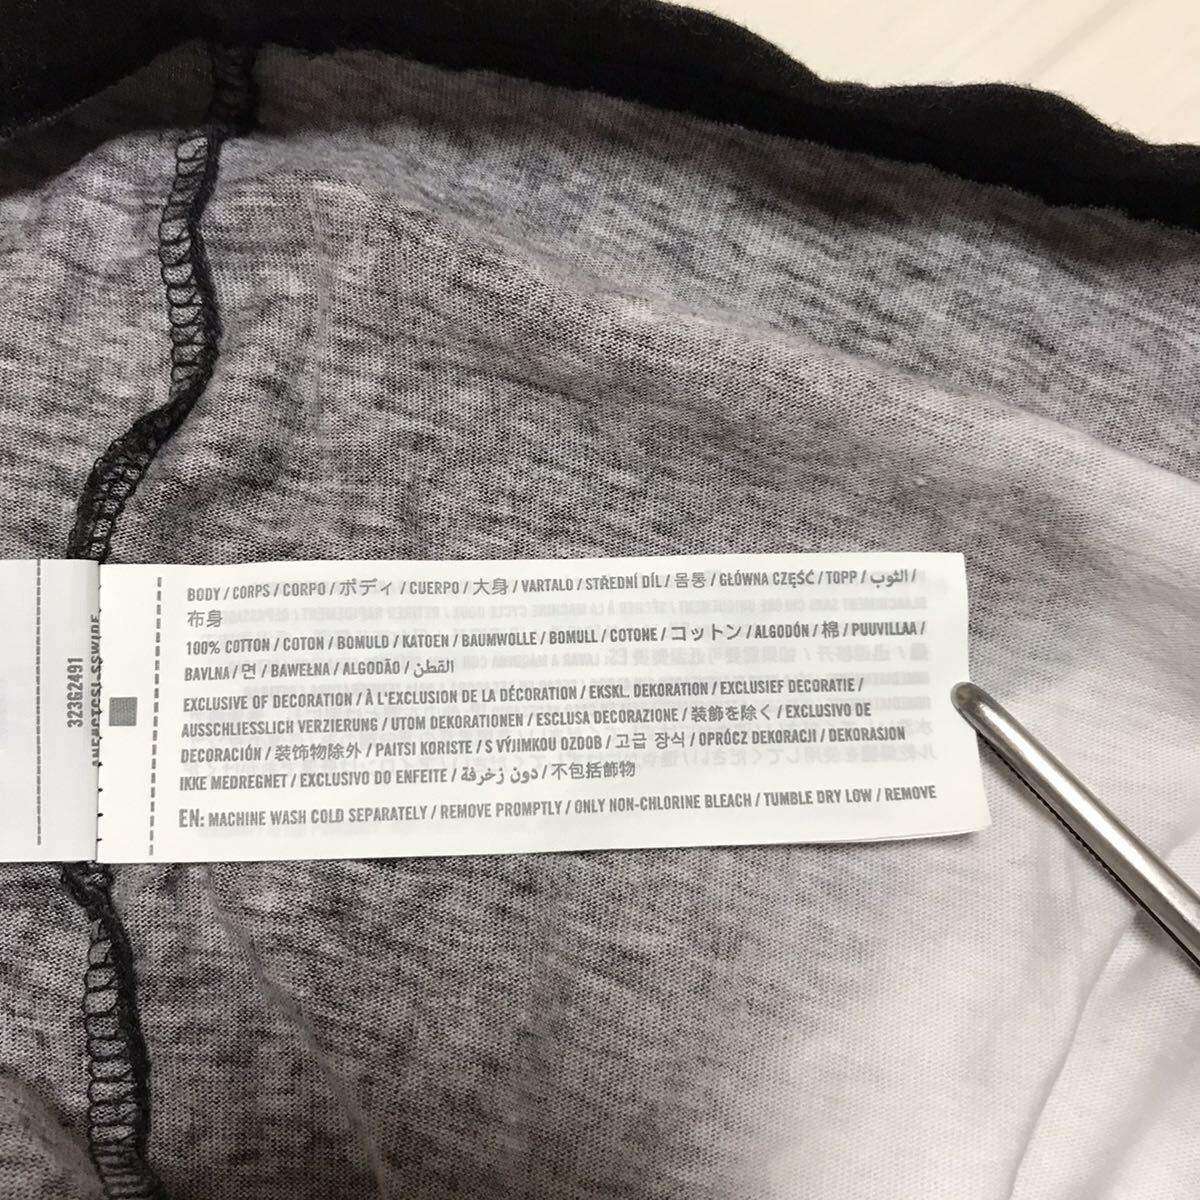 BODY / CORPS / CORPO / ボディ / CUERPO / 大身 / VARTALO / STŘEDNÍ DÍL / 몸통 / GŁÓWNA CZĘŚĆ / TOPP / الثوب /
布身
100% COTTON / COTON / BOMULD / KATOEN / BAUMWOLLE / BOMULL / COTONE / コットン / ALGODÓN / 棉 / PUUVILLAA /
BAVLNA / 면 / BAWEŁNA / ALGODÃO / القطن
EXCLUSIVE OF DECORATION / À L'EXCLUSION DE LA DÉCORATION / EKSKL. DEKORATION / EXCLUSIEF DECORATIE /
AUSSCHLIESSLICH VERZIERUNG / UTOM DEKORATIONEN / ESCLUSA DECORAZIONE / 装飾を除く / EXCLUSIVO DE
DECORACIÓN / 装饰物除外 / PAITSI KORISTE / S VÝJIMKOU OZDOB / 고급 장식 / OPRÓCZ DEKORACJI / DEKORASJON
IKKE MEDREGNET / EXCLUSIVO DO ENFEITE / دون زخرفة / 不包括飾物
EN: MACHINE WASH COLD SEPARATELY / REMOVE PROMPTLY / ONLY NON-CHLORINE BLEACH / TUMBLE DRY LOW / REMOVE
323G2491